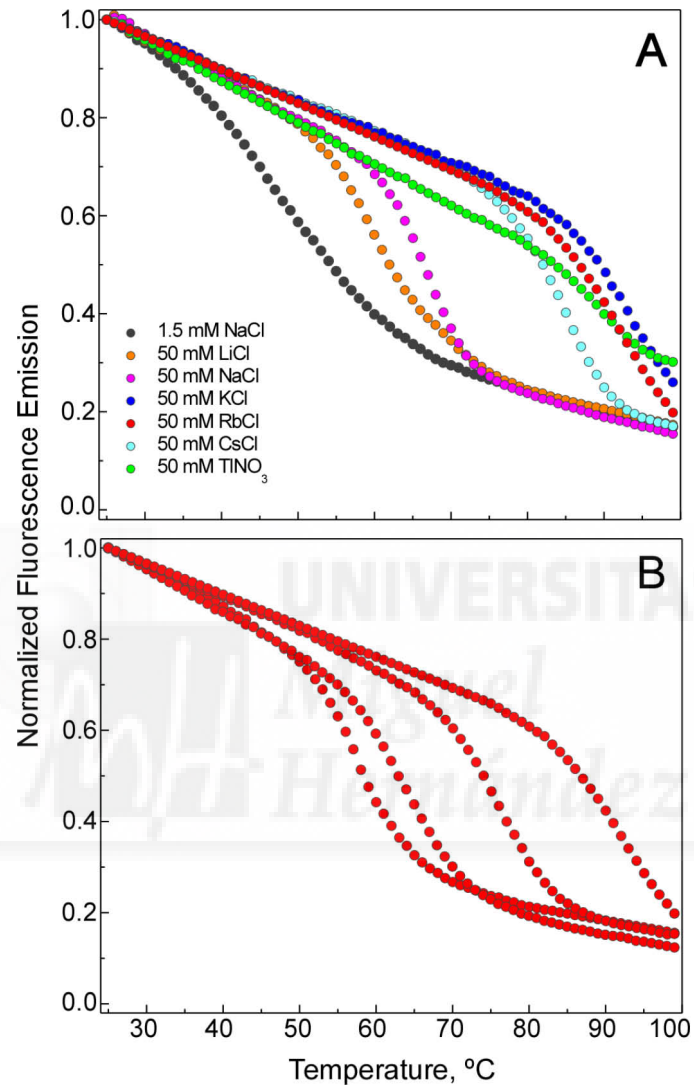 A
1.0
0.8
0.6
0.4
0.2
0.0
1.5 mM NaCl
50 mM LiCl
50 mM NaCl
50 mM KCl
50 mM RbCl
50 mM CsCl
50 mM TlNO₃
Normalized Fluorescence Emission
B
1.0
0.8
0.6
0.4
0.2
0.0
UNIVERSITA
Miguel
Hernández
30 40 50 60 70 80 90 100
Temperature, ºC